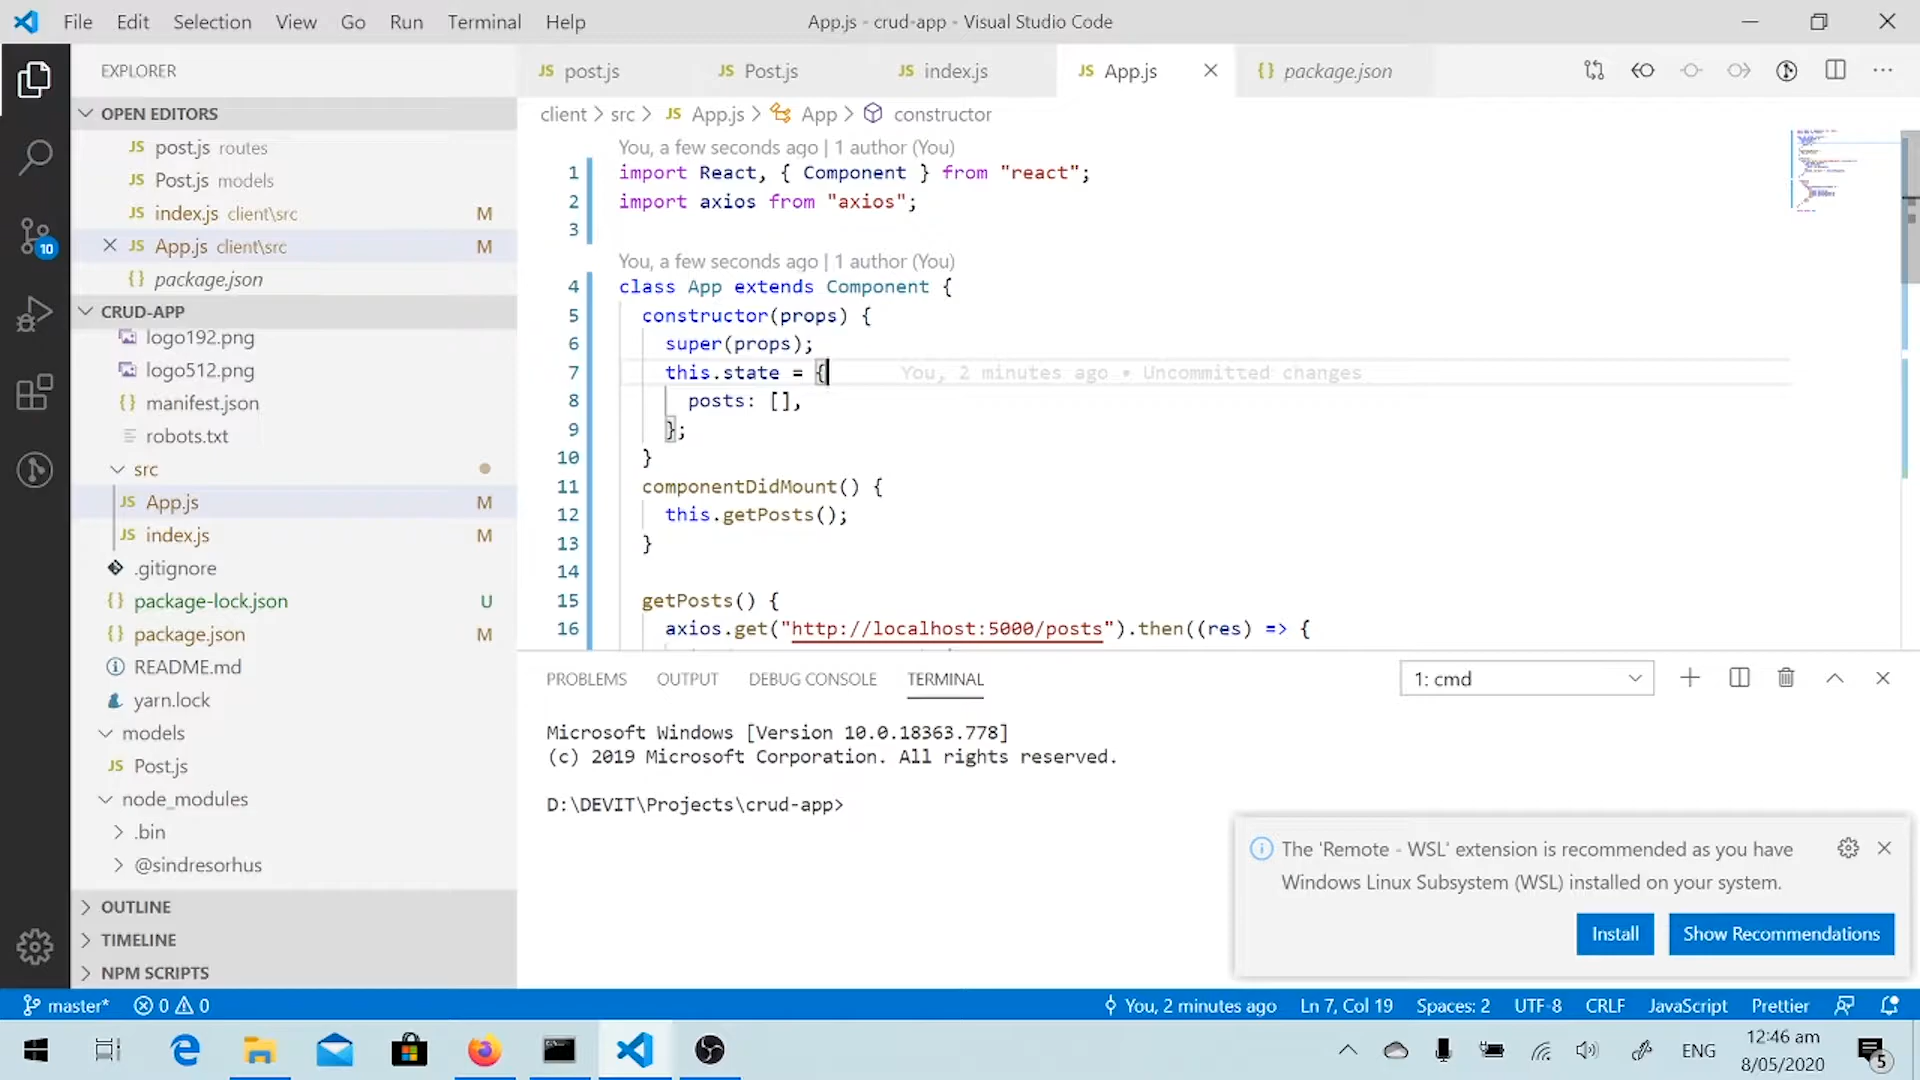 File Edit Selection View Go Run Terminal Help
App.js - crud-app - Visual Studio Code
EXPLORER
OPEN EDITORS
JS post.js routes
JS Post.js models
JS index.js client\src M
JS App.js client\src M
{} package.json
CRUD-APP
logo192.png
logo512.png
{} manifest.json
robots.txt
src
JS App.js M
JS index.js M
.gitignore
{} package-lock.json U
{} package.json M
README.md
yarn.lock
models
JS Post.js
node_modules
.bin
@sindresorhus
OUTLINE
TIMELINE
NPM SCRIPTS
10
JS post.js JS Post.js JS index.js JS App.js {} package.json
client > src > JS App.js > App > constructor
You, a few seconds ago | 1 author (You)
1 import React, { Component } from "react";
2 import axios from "axios";
3
You, a few seconds ago | 1 author (You)
4 class App extends Component {
5 constructor(props) {
6 super(props);
7 this.state = { You, 2 minutes ago • Uncommitted changes
8 posts: [],
9 };
10 }
11 componentDidMount() {
12 this.getPosts();
13 }
14
15 getPosts() {
16 axios.get("http://localhost:5000/posts").then((res) => {
PROBLEMS OUTPUT DEBUG CONSOLE TERMINAL 1: cmd
Microsoft Windows [Version 10.0.18363.778]
(c) 2019 Microsoft Corporation. All rights reserved.
D:\DEVIT\Projects\crud-app>
The 'Remote - WSL' extension is recommended as you have
Windows Linux Subsystem (WSL) installed on your system.
Install Show Recommendations
master* 0 0 You, 2 minutes ago Ln 7, Col 19 Spaces: 2 UTF-8 CRLF JavaScript Prettier
ENG
12:46 am
8/05/2020
5